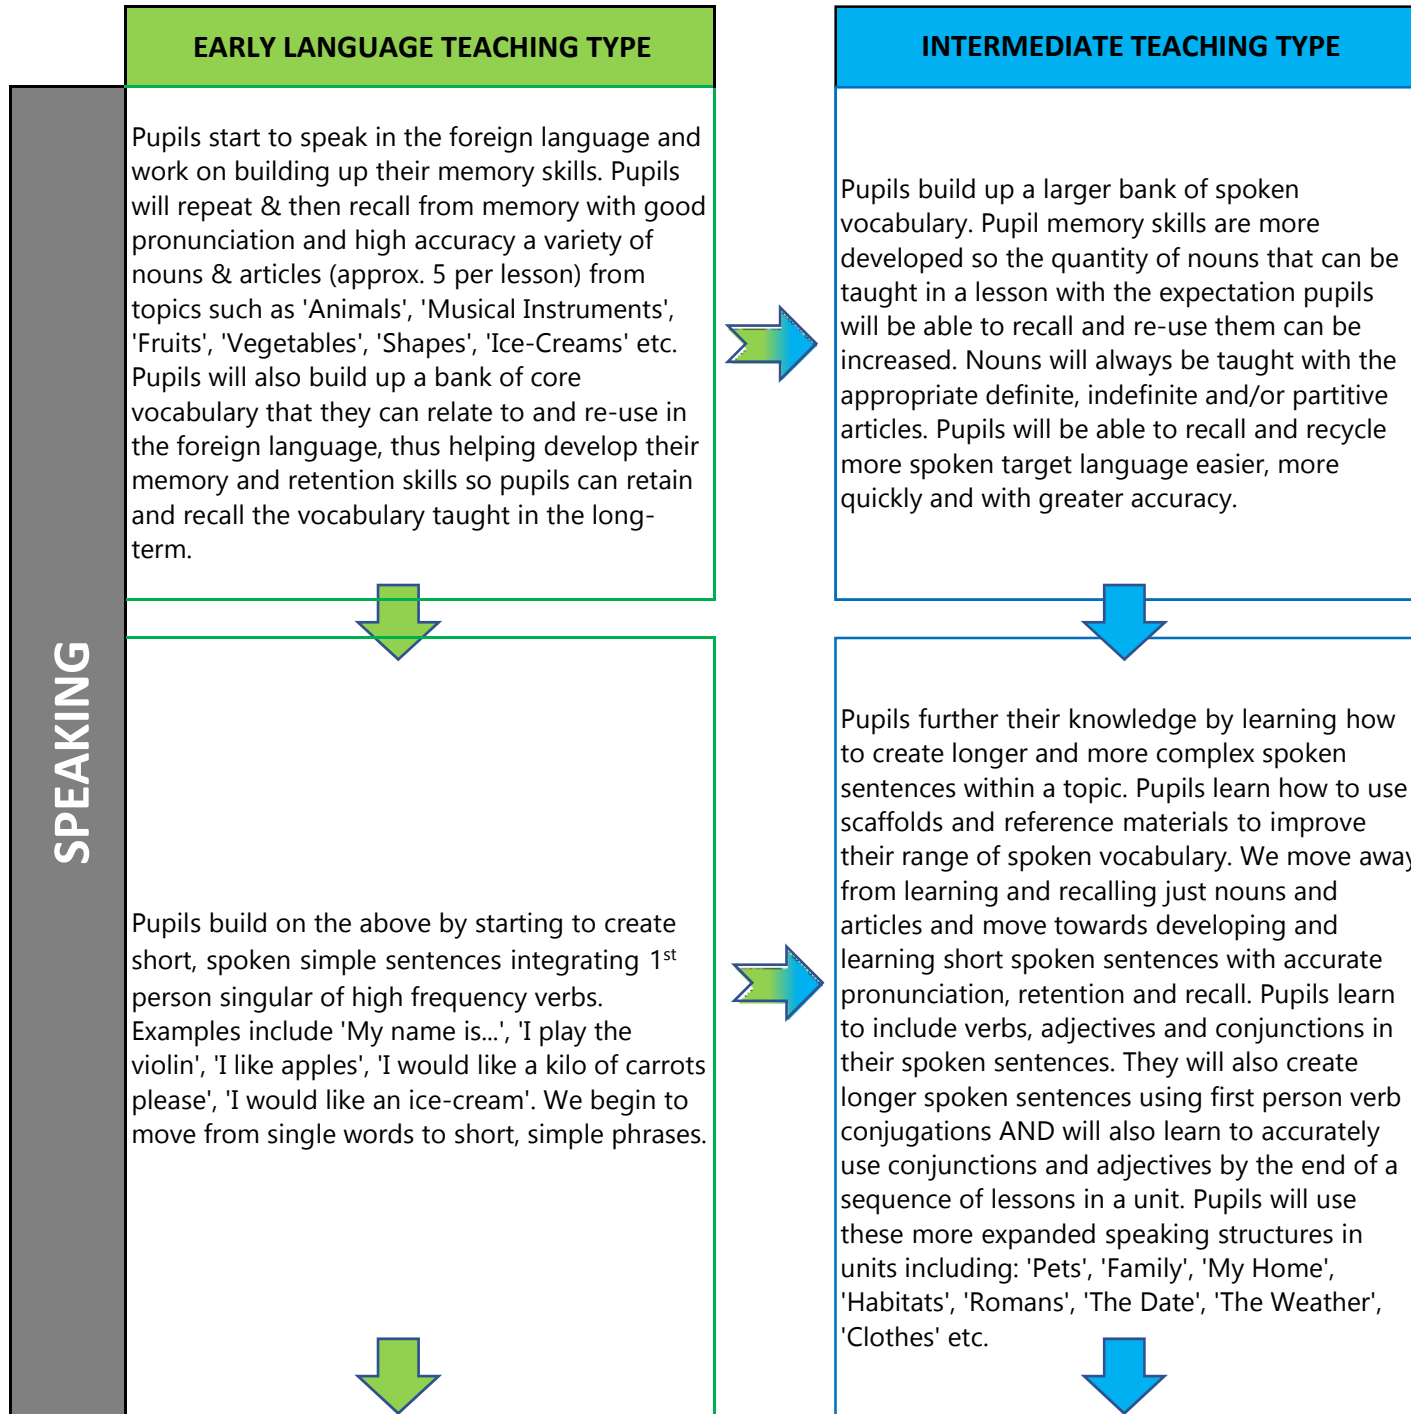 EARLY LANGUAGE TEACHING TYPE
INTERMEDIATE TEACHING TYPE
SPEAKING
Pupils start to speak in the foreign language and
work on building up their memory skills. Pupils
will repeat & then recall from memory with good
pronunciation and high accuracy a variety of
nouns & articles (approx. 5 per lesson) from
topics such as 'Animals', 'Musical Instruments',
'Fruits', 'Vegetables', 'Shapes', 'Ice-Creams' etc.
Pupils will also build up a bank of core
vocabulary that they can relate to and re-use in
the foreign language, thus helping develop their
memory and retention skills so pupils can retain
and recall the vocabulary taught in the long-
term.
Pupils build up a larger bank of spoken
vocabulary. Pupil memory skills are more
developed so the quantity of nouns that can be
taught in a lesson with the expectation pupils
will be able to recall and re-use them can be
increased. Nouns will always be taught with the
appropriate definite, indefinite and/or partitive
articles. Pupils will be able to recall and recycle
more spoken target language easier, more
quickly and with greater accuracy.
Pupils build on the above by starting to create
short, spoken simple sentences integrating 1st
person singular of high frequency verbs.
Examples include 'My name is...', 'I play the
violin', 'I like apples', 'I would like a kilo of carrots
please', 'I would like an ice-cream'. We begin to
move from single words to short, simple phrases.
Pupils further their knowledge by learning how
to create longer and more complex spoken
sentences within a topic. Pupils learn how to use
scaffolds and reference materials to improve
their range of spoken vocabulary. We move away
from learning and recalling just nouns and
articles and move towards developing and
learning short spoken sentences with accurate
pronunciation, retention and recall. Pupils learn
to include verbs, adjectives and conjunctions in
their spoken sentences. They will also create
longer spoken sentences using first person verb
conjugations AND will also learn to accurately
use conjunctions and adjectives by the end of a
sequence of lessons in a unit. Pupils will use
these more expanded speaking structures in
units including: 'Pets', 'Family', 'My Home',
'Habitats', 'Romans', 'The Date', 'The Weather',
'Clothes' etc.